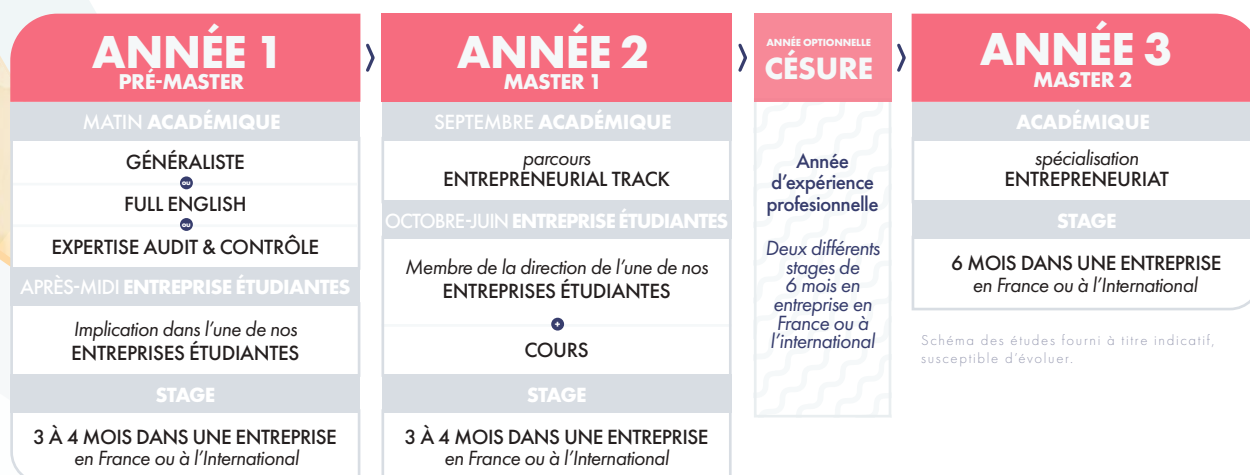 ANNÉE 1
PRÉ-MASTER
MATIN ACADÉMIQUE
GÉNÉRALISTE
ou
FULL ENGLISH
ou
EXPERTISE AUDIT & CONTRÔLE
APRÈS-MIDI ENTREPRISE ÉTUDIANTES
Implication dans l'une de nos
ENTREPRISES ÉTUDIANTES
STAGE
3 À 4 MOIS DANS UNE ENTREPRISE
en France ou à l'International
ANNÉE 2
MASTER 1
SEPTEMBRE ACADÉMIQUE
parcours
ENTREPRENEURIAL TRACK
OCTOBRE-JUIN ENTREPRISE ÉTUDIANTES
Membre de la direction de l'une de nos
ENTREPRISES ÉTUDIANTES
+
COURS
STAGE
3 À 4 MOIS DANS UNE ENTREPRISE
en France ou à l'International
ANNÉE OPTIONNELLE
CÉSURE
Année
d'expérience
profesionnelle
Deux différents
stages de
6 mois en
entreprise en
France ou à
l'international
ANNÉE 3
MASTER 2
ACADÉMIQUE
spécialisation
ENTREPRENEURIAT
STAGE
6 MOIS DANS UNE ENTREPRISE
en France ou à l'International
Schéma des études fourni à titre indicatif,
susceptible d'évoluer.